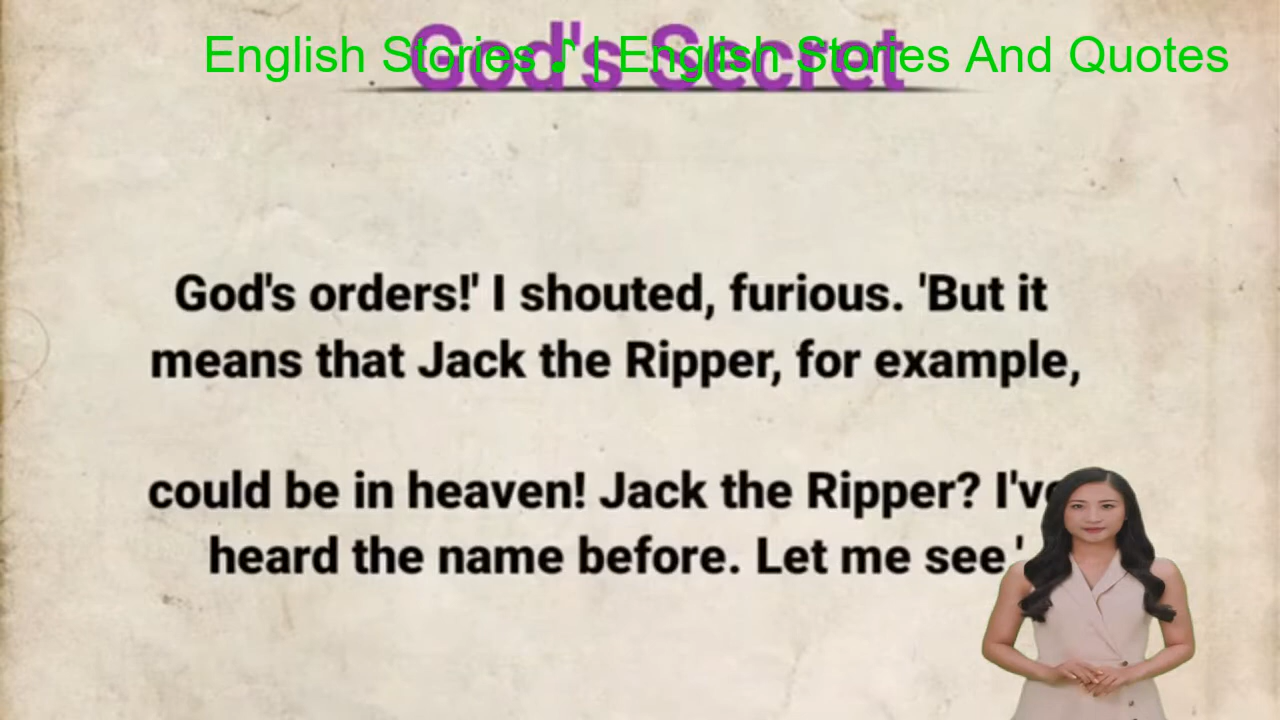 English Stories ♪ | English Stories And Quotes
God's Secret
God's orders!' I shouted, furious. 'But it
means that Jack the Ripper, for example,
could be in heaven! Jack the Ripper? I've
heard the name before. Let me see.'